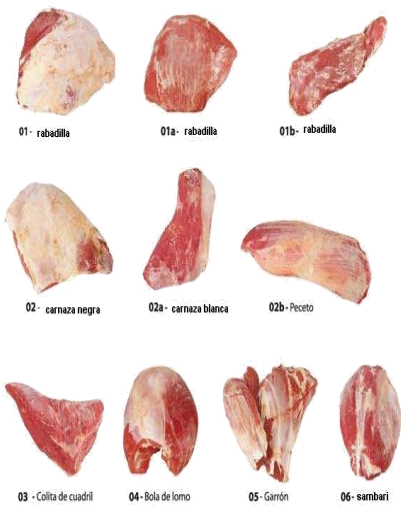 01- rabadilla
01a- rabadilla
01b- rabadilla
02 - carnaza negra
02a- carnaza blanca
02b- Peceto
03 - Colita de cuadril
04- Bola de lomo
05- Garrón
06- sambari